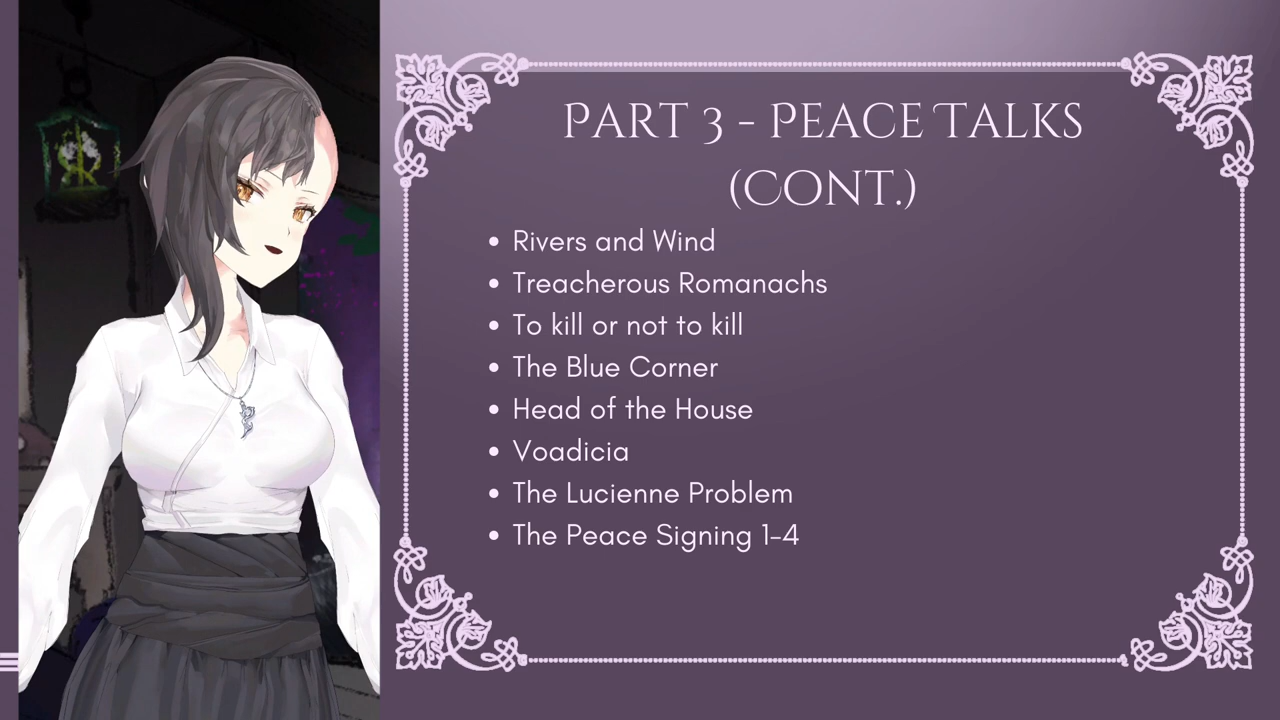 Part 3 - Peace Talks
(Cont.)
• Rivers and Wind
• Treacherous Romanachs
• To kill or not to kill
• The Blue Corner
• Head of the House
• Voadicia
• The Lucienne Problem
• The Peace Signing 1-4